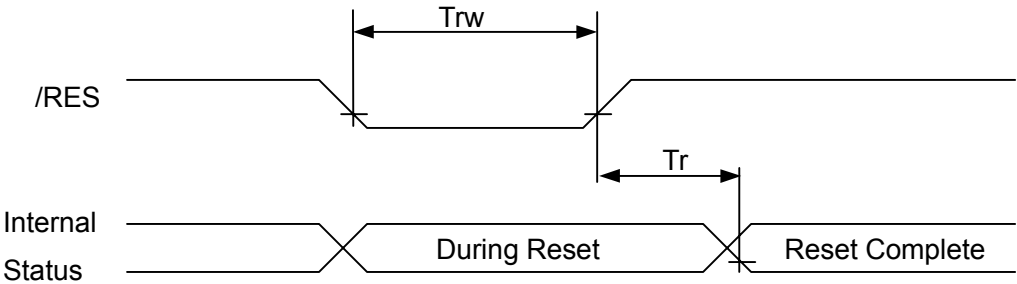 Trw
/RES
Tr
Internal
Status
During Reset
Reset Complete